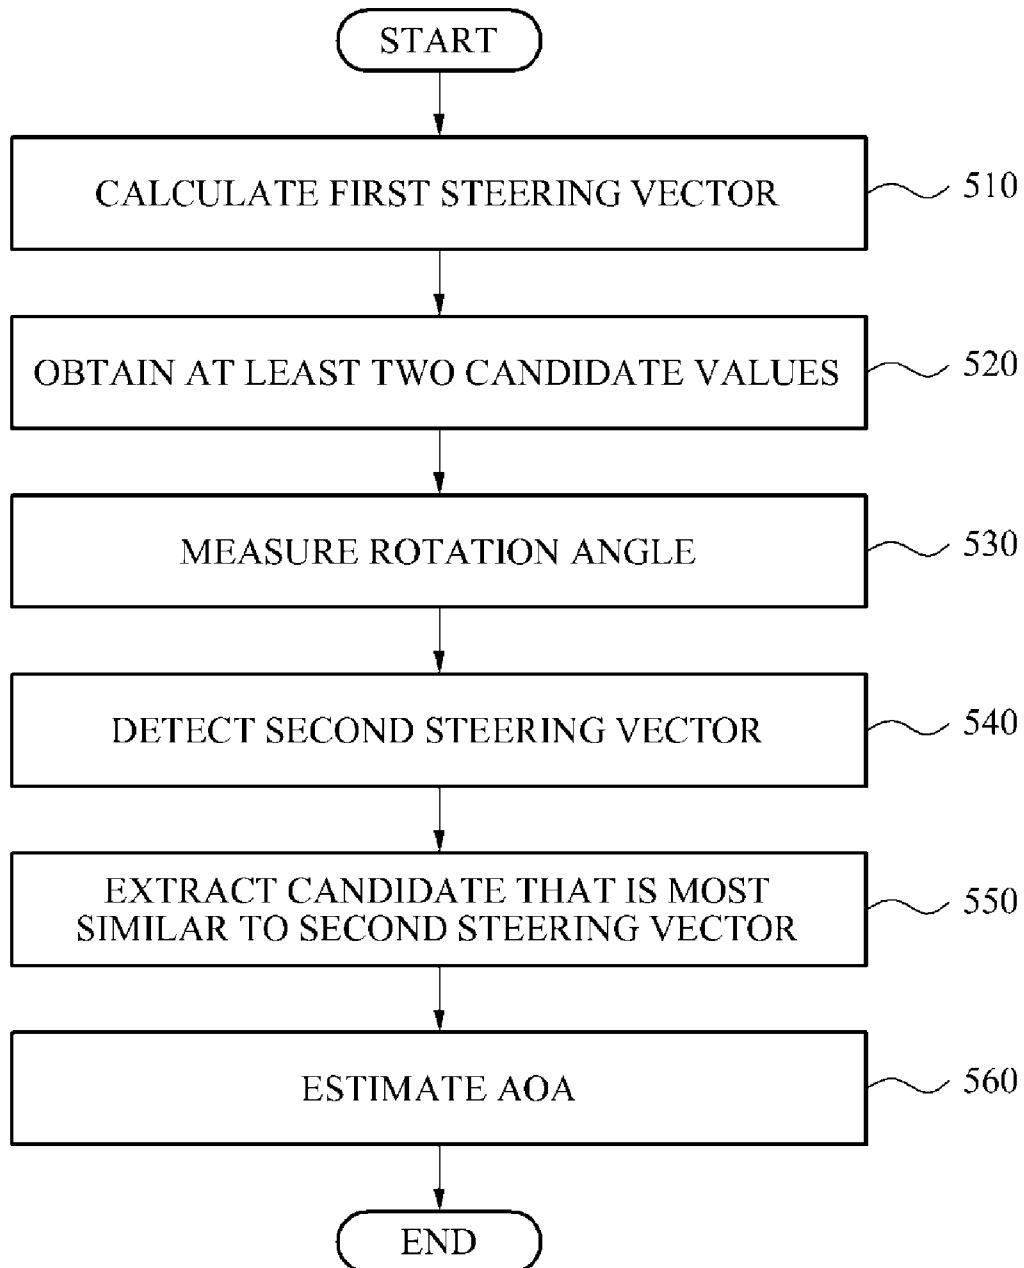 START
CALCULATE FIRST STEERING VECTOR
510
OBTAIN AT LEAST TWO CANDIDATE VALUES
520
MEASURE ROTATION ANGLE
530
DETECT SECOND STEERING VECTOR
540
EXTRACT CANDIDATE THAT IS MOST
SIMILAR TO SECOND STEERING VECTOR
550
ESTIMATE AOA
560
END